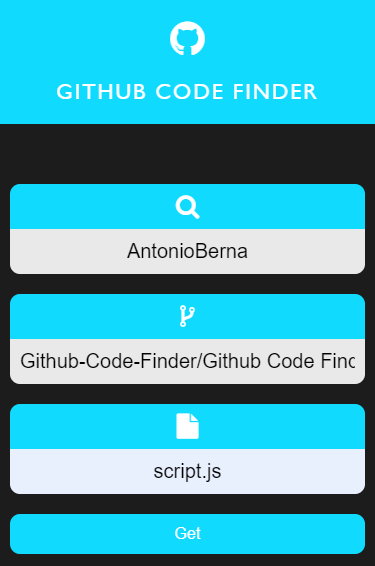 GITHUB CODE FINDER
AntonioBerna
Github-Code-Finder/Github Code Find
script.js
Get